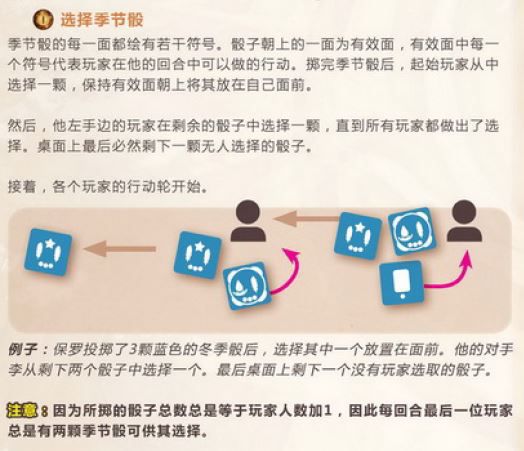 选择季节骰
季节骰的每一面都绘有若干符号。骰子朝上的一面为有效面，有效面中每一
个符号代表玩家在他的回合中可以做的行动。掷完季节骰后，起始玩家从中
选择一颗，保持有效面朝上将其放在自己面前。
然后，他左手边的玩家在剩余的骰子中选择一颗，直到所有玩家都做出了选
择。桌面上最后必然剩下一颗无人选择的骰子。
接着，各个玩家的行动轮开始。
例子：保罗投掷了3颗蓝色的冬季骰后，选择其中一个放置在面前。他的对手
李从剩下两个骰子中选择一个。最后桌面上剩下一个没有玩家选取的骰子。
注意：因为所掷的骰子总数总是等于玩家人数加1，因此每回合最后一位玩家
总是有两颗季节骰可供其选择。